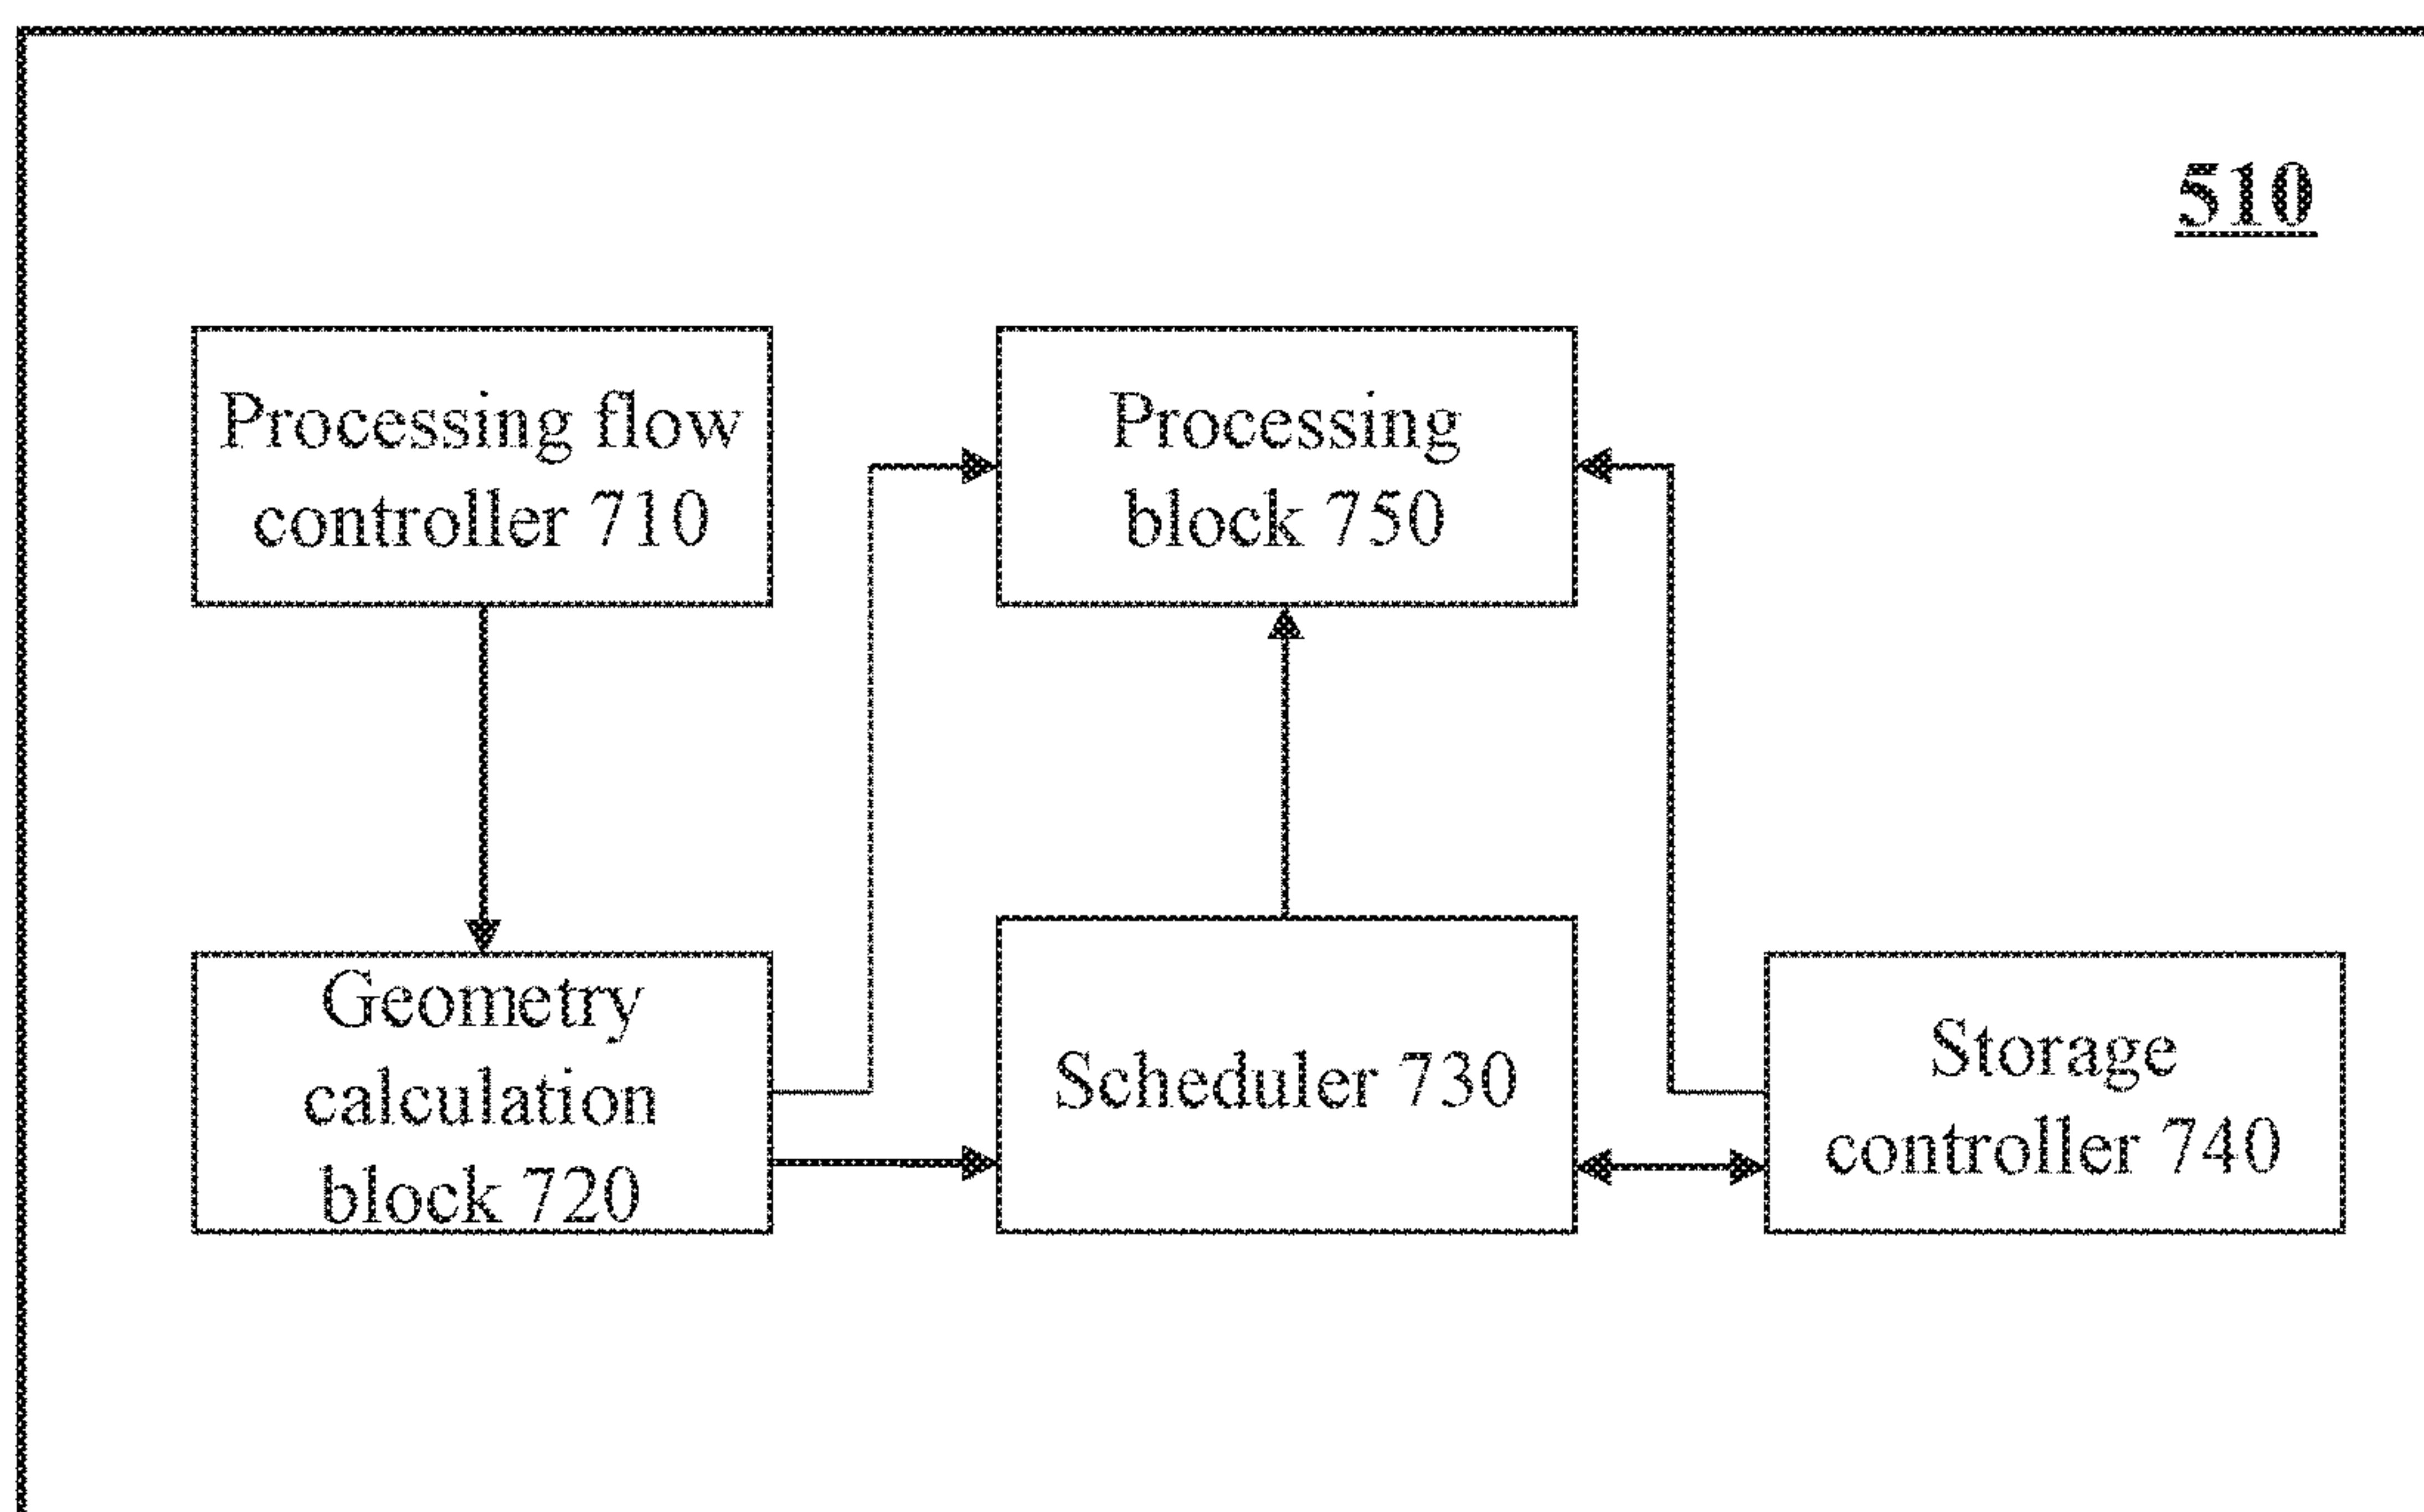 510
Processing flow
controller 710
Processing
block 750
Geometry
calculation
block 720
Scheduler 730
Storage
controller 740